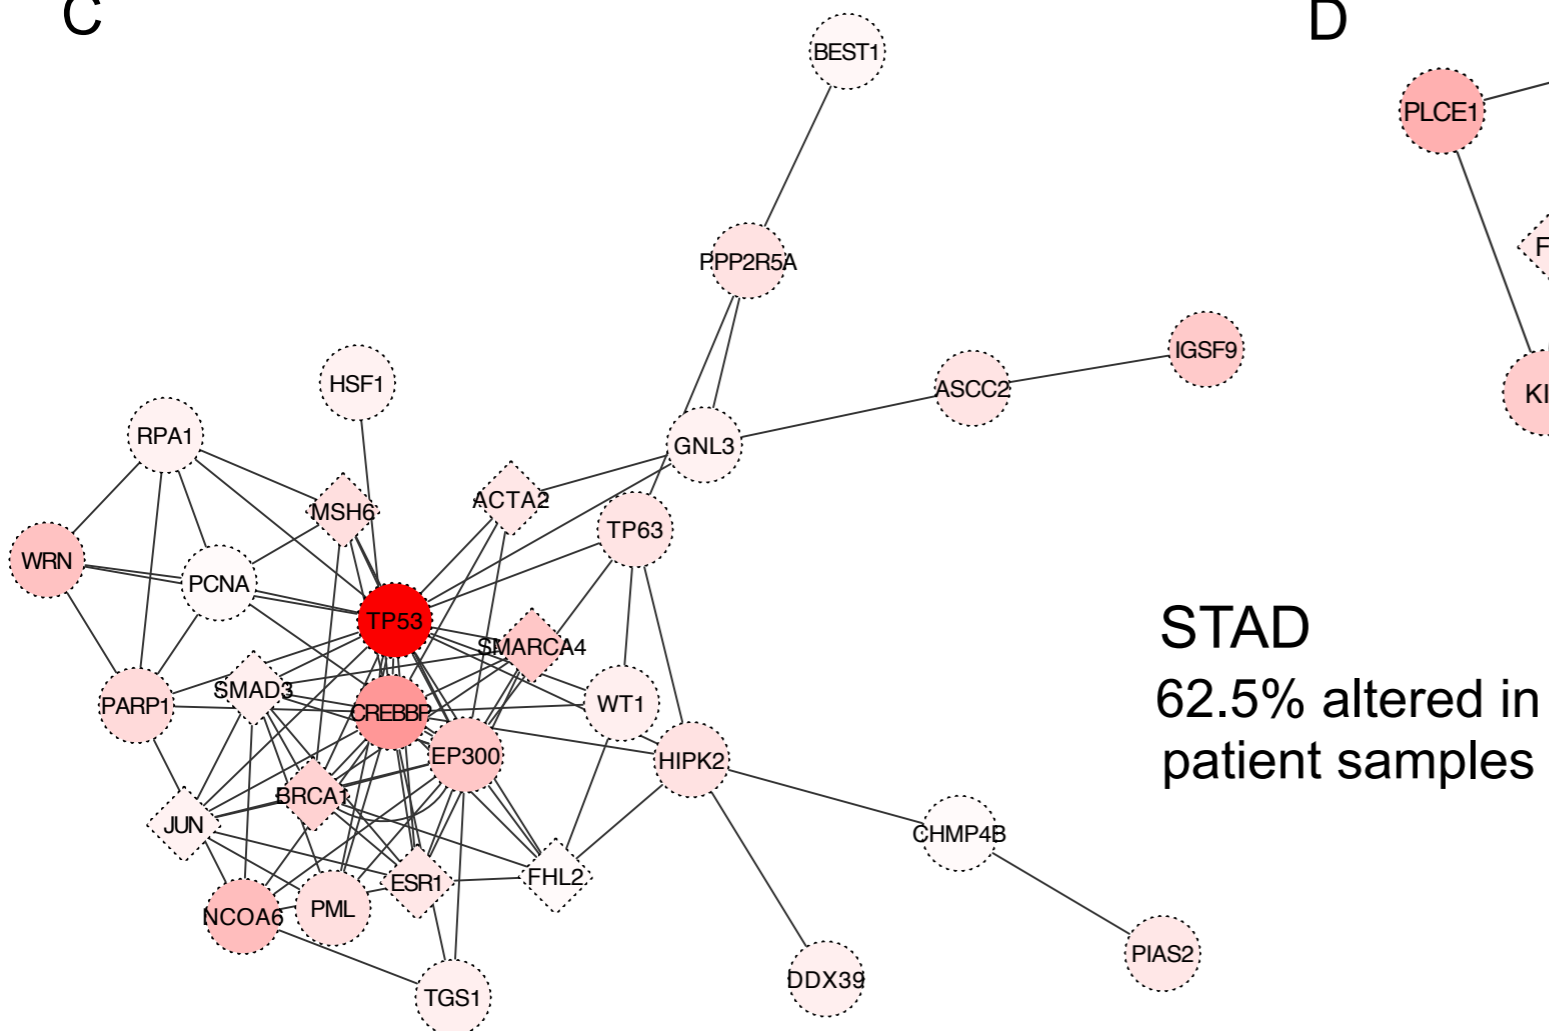 C
D
BEST1
PLCE1
PPP2R5A
IGSF9
HSF1
ASCC2
RPA1
GNL3
MSH6
ACTA2
TP63
WRN
PCNA
TP53
SMARCA4
STAD
SMAD3
PARP1
CREBBP
WT1
62.5% altered in
EP300
HIPK2
patient samples
BRCA1
JUN
CHMP4B
ESR1
FHL2
NCOA6
PML
PIAS2
DDX39
TGS1